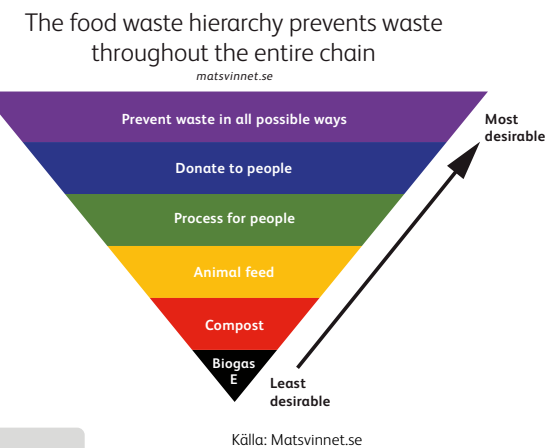 The food waste hierarchy prevents waste
throughout the entire chain
matsvinnet.se
Prevent waste in all possible ways
Most
desirable
Donate to people
Process for people
Animal feed
Compost
Biogas
E
Least
desirable
Källa: Matsvinnet.se